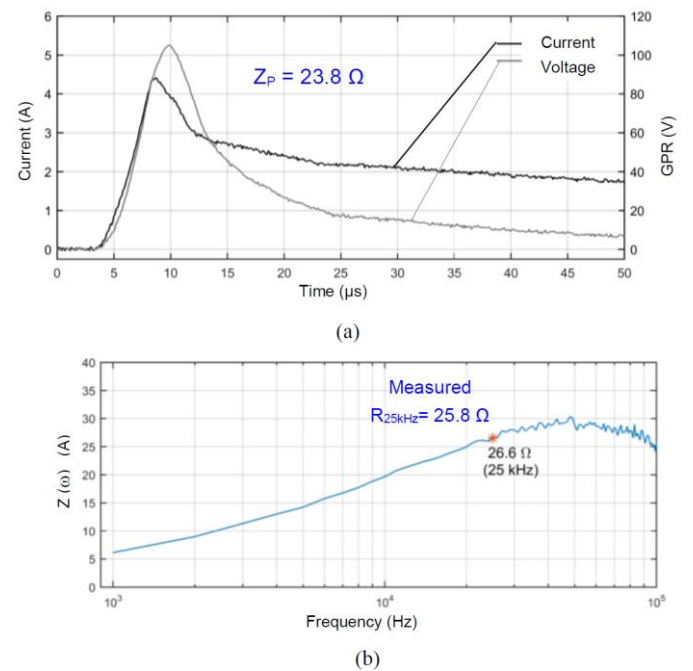 6
5
4
3
2
1
0
Current (A)
Z_P = 23.8 Ω
Current
Voltage
120
100
80
60
40
20
0
GPR (V)
0 5 10 15 20 25 30 35 40 45 50
Time (µs)
(a)
40
35
30
25
20
15
10
5
0
Z (ω) (A)
Measured
R25kHz= 25.8 Ω
26.6 Ω
(25 kHz)
10³ 10⁴ 10⁵
Frequency (Hz)
(b)